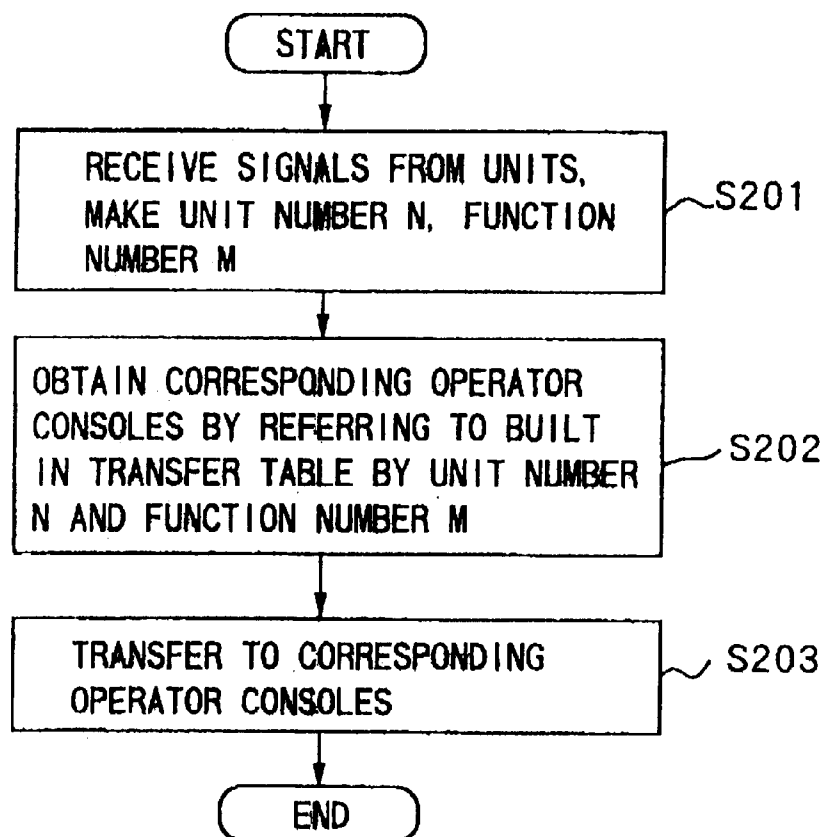 START
RECEIVE SIGNALS FROM UNITS,
MAKE UNIT NUMBER N, FUNCTION
NUMBER M
S201
OBTAIN CORRESPONDING OPERATOR
CONSOLES BY REFERRING TO BUILT
IN TRANSFER TABLE BY UNIT NUMBER
N AND FUNCTION NUMBER M
S202
TRANSFER TO CORRESPONDING
OPERATOR CONSOLES
S203
END